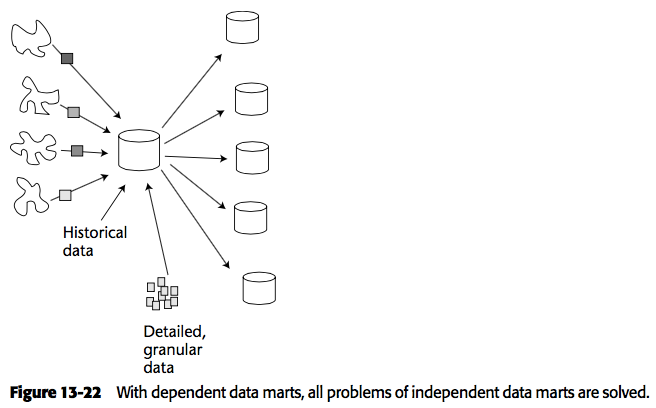 Historical
data
Detailed,
granular
data
Figure 13-22 With dependent data marts, all problems of independent data marts are solved.